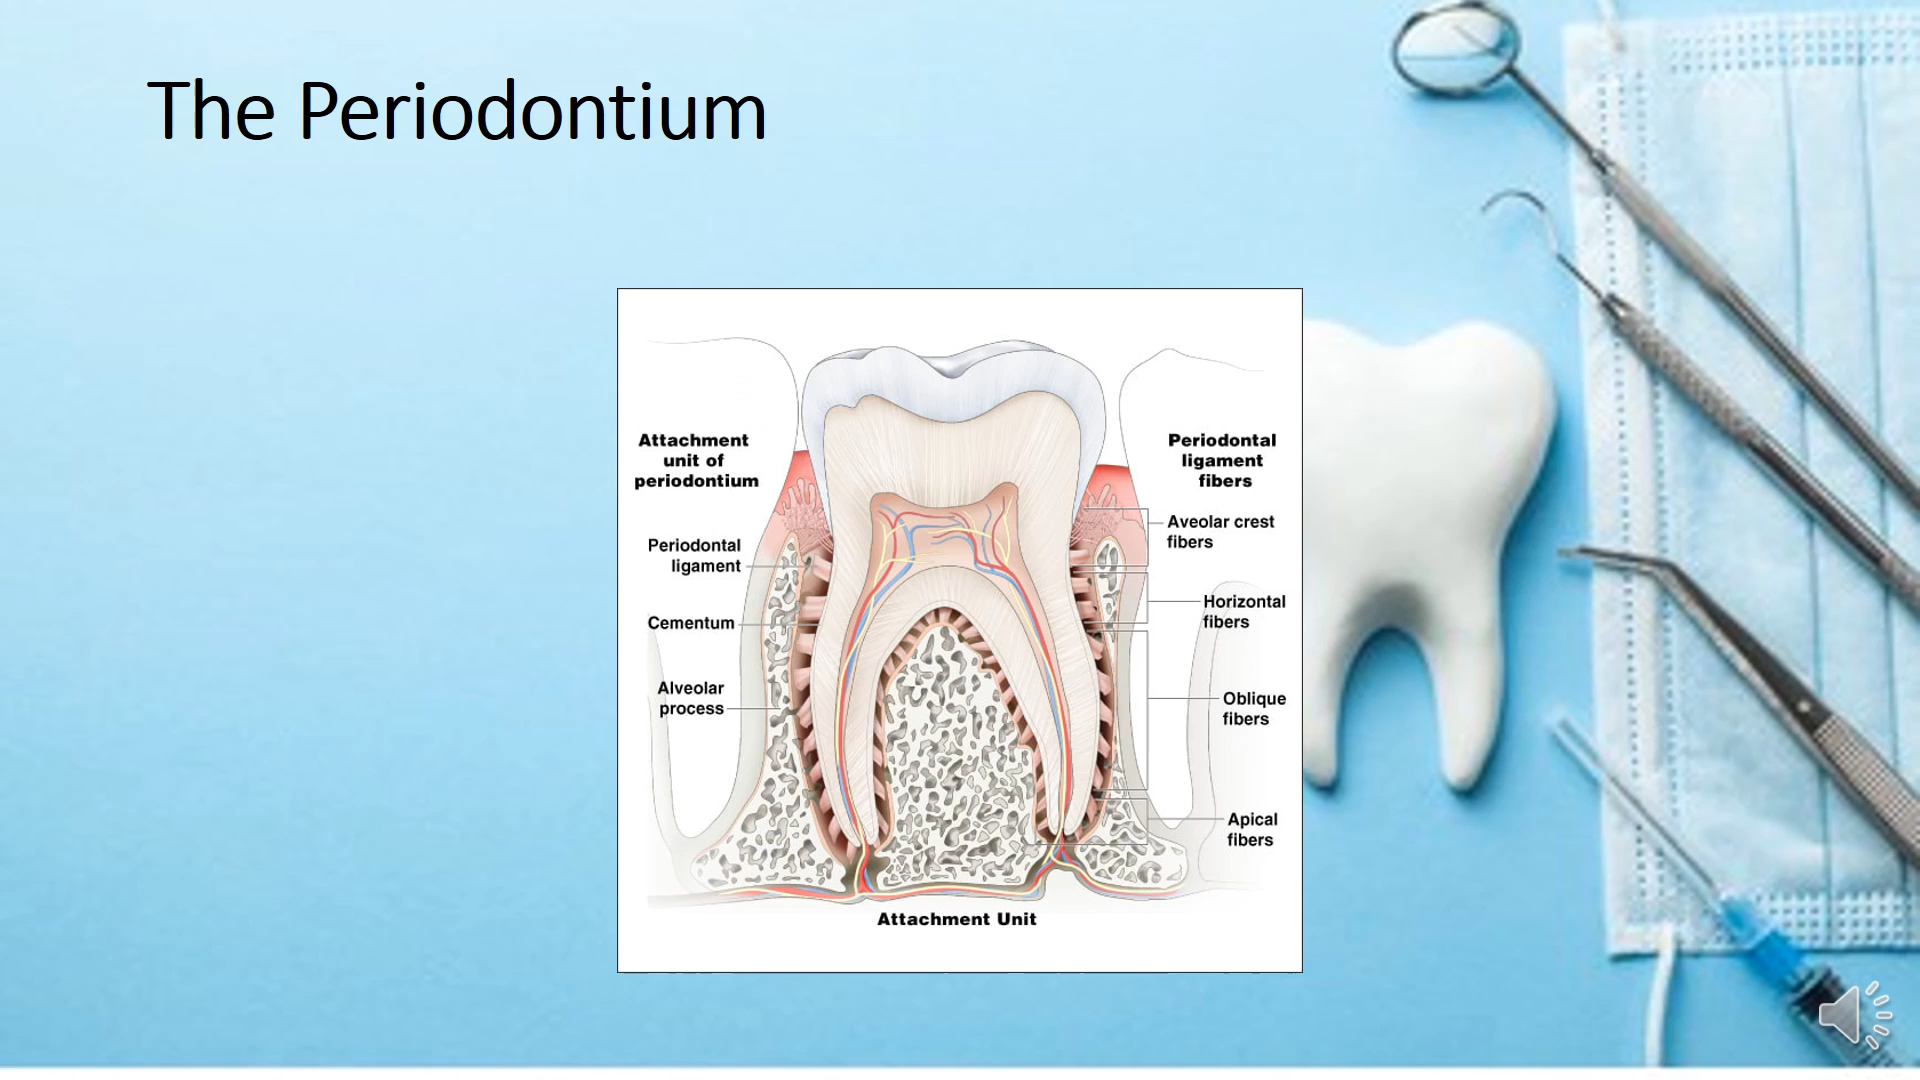 The Periodontium
Attachment
unit of
periodontium
Periodontal
ligament
Cementum
Alveolar
process
Periodontal
ligament
fibers
Aveolar crest
fibers
Horizontal
fibers
Oblique
fibers
Apical
fibers
Attachment Unit